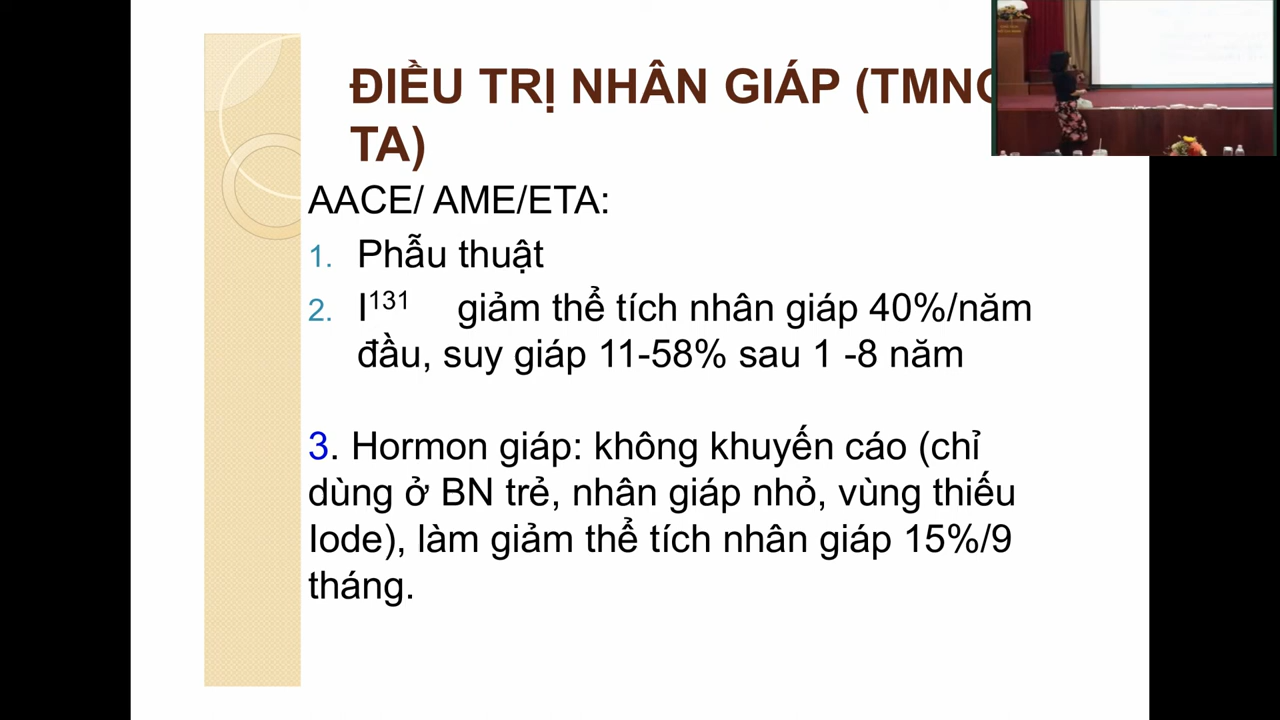 ĐIỀU TRỊ NHÂN GIÁP (TMNG
TA)
AACE/ AME/ETA:
1. Phẫu thuật
2. I¹³¹ giảm thể tích nhân giáp 40%/năm
đầu, suy giáp 11-58% sau 1 -8 năm
3. Hormon giáp: không khuyến cáo (chỉ
dùng ở BN trẻ, nhân giáp nhỏ, vùng thiếu
Iode), làm giảm thể tích nhân giáp 15%/9
tháng.